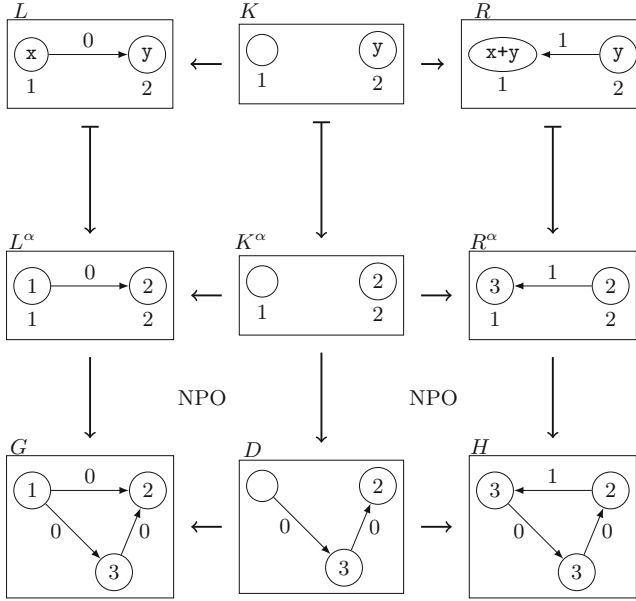 L K R
x 0 y y x+y 1 y
1 2 1 2 1 2
L^α K^α R^α
1 0 2 2 3 1 2
1 2 1 2 1 2
NPO NPO
G D H
1 0 2 2 3 1 2
0 0 0 0 0 0
3 3 3